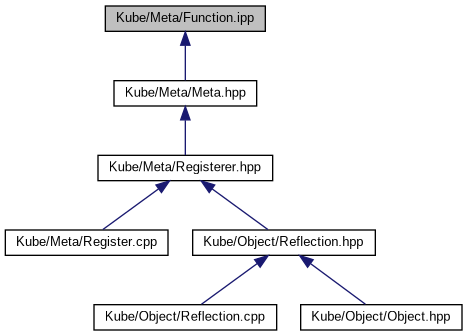 Kube/Meta/Function.ipp
Kube/Meta/Meta.hpp
Kube/Meta/Registerer.hpp
Kube/Meta/Register.cpp
Kube/Object/Reflection.hpp
Kube/Object/Reflection.cpp
Kube/Object/Object.hpp